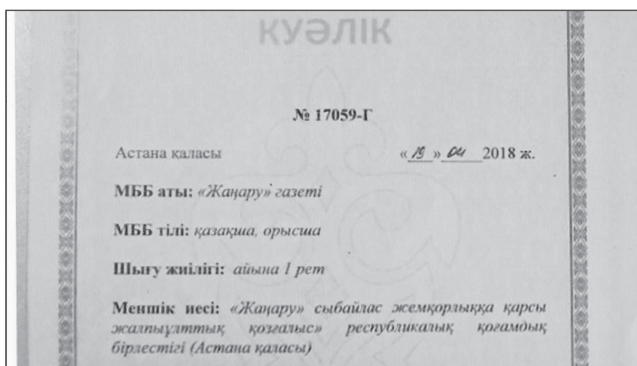 КУӘЛІК
№ 17059-Г
Астана қаласы «19» 04 2018 ж.
МББ аты: «Жаңару» газеті
МББ тілі: қазақша, орысша
Шығу жиілігі: айына 1 рет
Меншік иесі: «Жаңару» сыбайлас жемқорлыққа қарсы
жалпыұлттық қозғалыс» республикалық қоғамдық
бірлестігі (Астана қаласы)